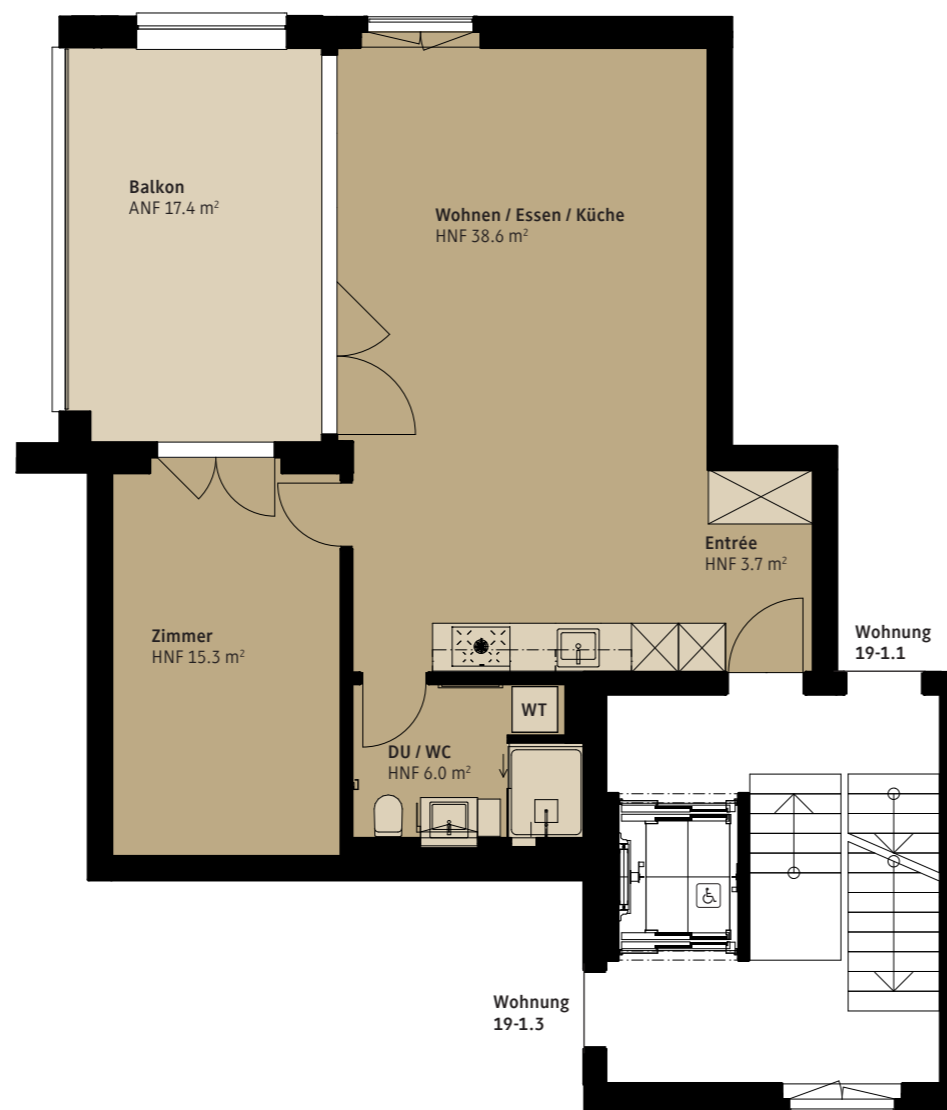 Balkon
ANF 17.4 m²
Wohnen / Essen / Küche
HNF 38.6 m²
Entrée
HNF 3.7 m²
Zimmer
HNF 15.3 m²
Wohnung
19-1.1
WT
DU / WC
HNF 6.0 m²
Wohnung
19-1.3